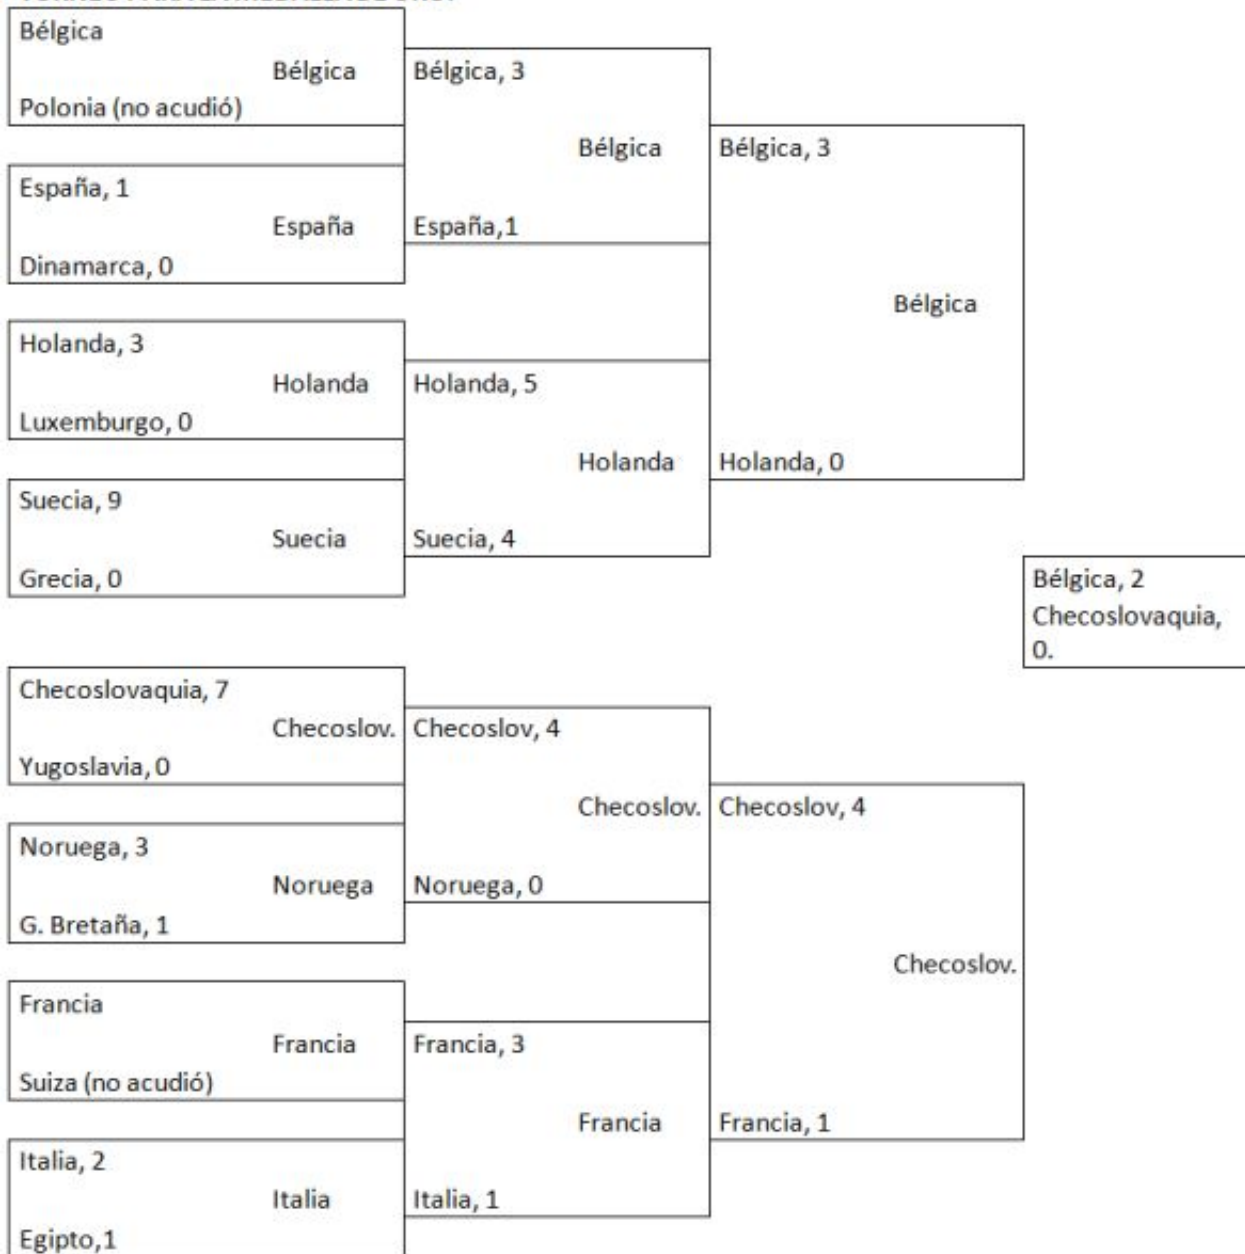 Bélgica
Bélgica
Polonia (no acudió)
España, 1
España
Dinamarca, 0
Holanda, 3
Holanda
Luxemburgo, 0
Suecia, 9
Suecia
Grecia, 0
Checoslovaquia, 7
Checoslov.
Yugoslavia, 0
Noruega, 3
Noruega
G. Bretaña, 1
Francia
Francia
Suiza (no acudió)
Italia, 2
Italia
Egipto,1
Bélgica, 3
Bélgica
España,1
Holanda, 5
Holanda
Suecia, 4
Checoslov, 4
Checoslov.
Noruega, 0
Francia, 3
Francia
Italia, 1
Bélgica, 3
Bélgica
Holanda, 0
Checoslov, 4
Checoslov.
Francia, 1
Bélgica, 2
Checoslovaquia,
0.